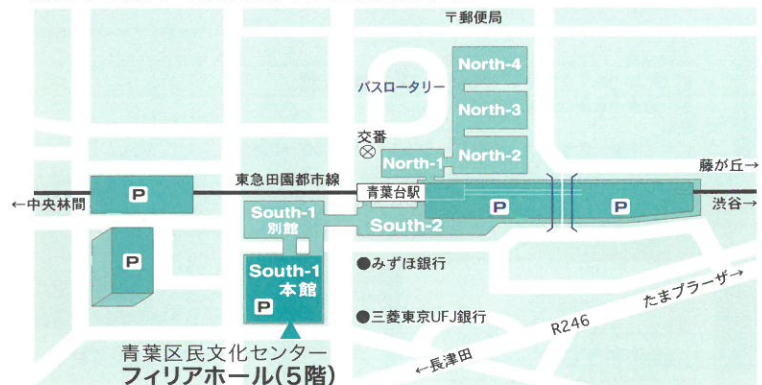 〒郵便局
North-4
バスロータリー
North-3
交番
North-1
North-2
藤が丘→
東急田園都市線
青葉台駅
P
←中央林間
P
P
渋谷→
South-1
別館
South-2
P
South-1
本館
P
●みずほ銀行
たまプラーザ→
●三菱東京UFJ銀行
R246
←長津田
青葉区民文化センター
フィリアホール(5階)